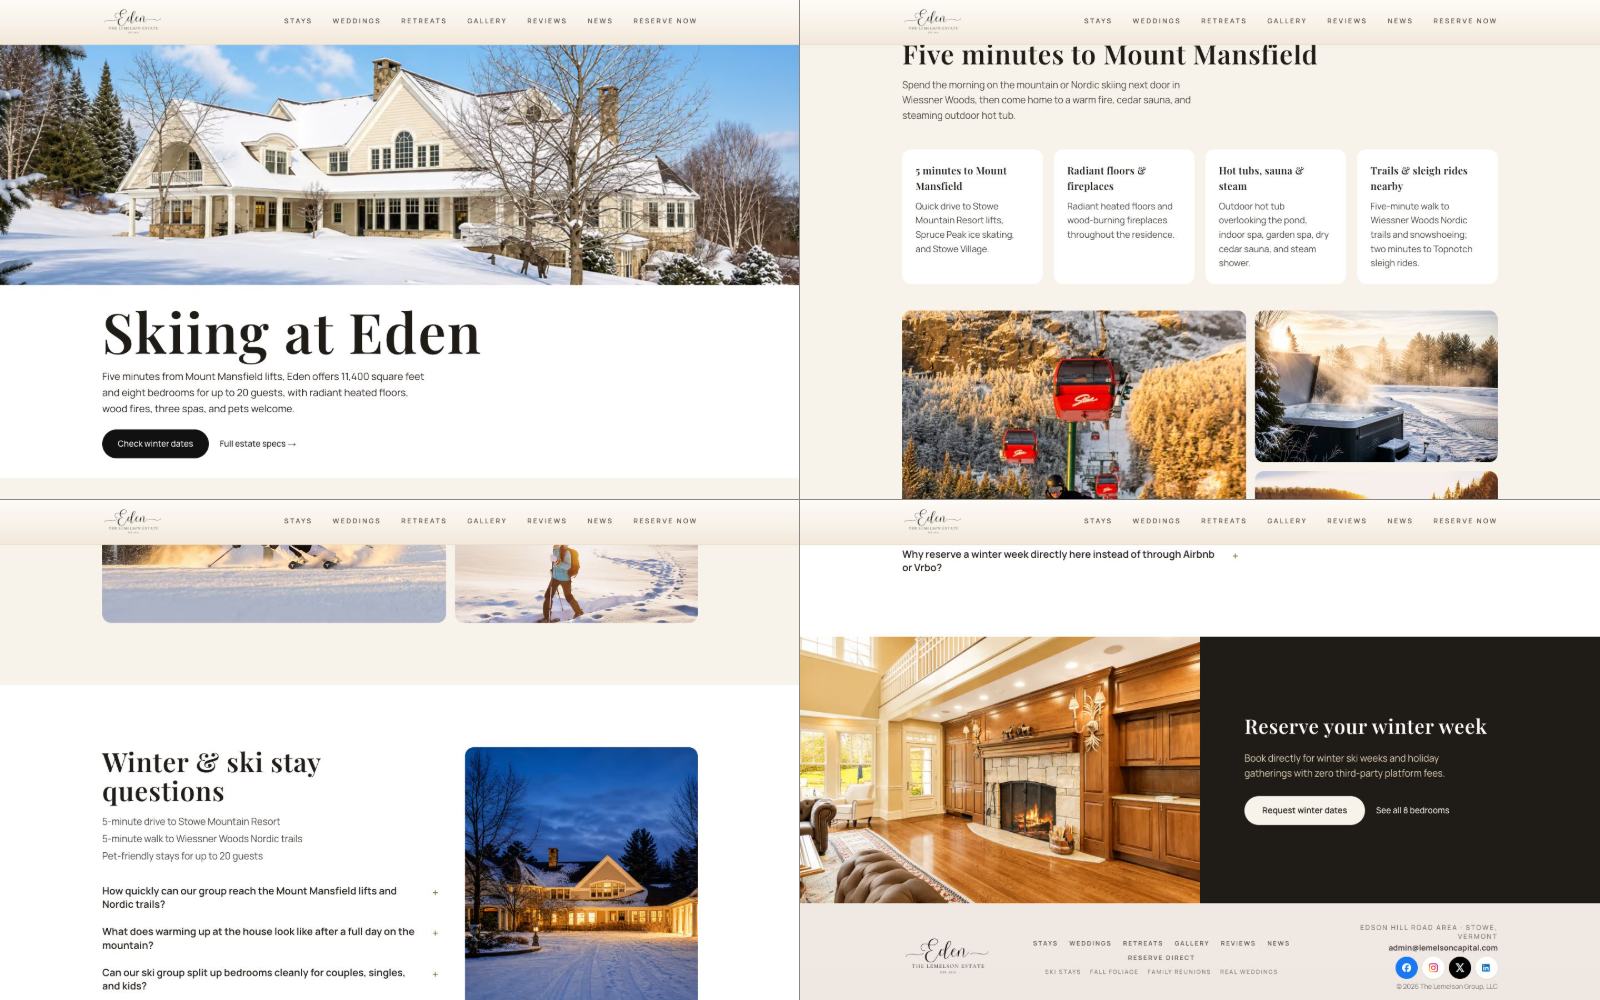 Eden
THE LEMELSON ESTATE
STAYS WEDDINGS RETREATS GALLERY REVIEWS NEWS RESERVE NOW
Skiing at Eden
Five minutes from Mount Mansfield lifts, Eden offers 11,400 square feet
and eight bedrooms for up to 20 guests, with radiant heated floors,
wood fires, three spas, and pets welcome.
Check winter dates Full estate specs →
Eden
THE LEMELSON ESTATE
STAYS WEDDINGS RETREATS GALLERY REVIEWS NEWS RESERVE NOW
Five minutes to Mount Mansfield
Spend the morning on the mountain or Nordic skiing next door in
Wiessner Woods, then come home to a warm fire, cedar sauna, and
steaming outdoor hot tub.
5 minutes to Mount
Mansfield
Quick drive to Stowe
Mountain Resort lifts,
Spruce Peak ice skating,
and Stowe Village.
Radiant floors &
fireplaces
Radiant heated floors and
wood-burning fireplaces
throughout the residence.
Hot tubs, sauna &
steam
Outdoor hot tub
overlooking the pond,
indoor spa, garden spa, dry
cedar sauna, and steam
shower.
Trails & sleigh rides
nearby
Five-minute walk to
Wiessner Woods Nordic
trails and snowshoeing;
two minutes to Topnotch
sleigh rides.
Stowe
Eden
THE LEMELSON ESTATE
STAYS WEDDINGS RETREATS GALLERY REVIEWS NEWS RESERVE NOW
Winter & ski stay
questions
5-minute drive to Stowe Mountain Resort
5-minute walk to Wiessner Woods Nordic trails
Pet-friendly stays for up to 20 guests
How quickly can our group reach the Mount Mansfield lifts and +
Nordic trails?
What does warming up at the house look like after a full day on the +
mountain?
Can our ski group split up bedrooms cleanly for couples, singles, +
and kids?
Eden
THE LEMELSON ESTATE
STAYS WEDDINGS RETREATS GALLERY REVIEWS NEWS RESERVE NOW
Why reserve a winter week directly here instead of through Airbnb +
or Vrbo?
Reserve your winter week
Book directly for winter ski weeks and holiday
gatherings with zero third-party platform fees.
Request winter dates See all 8 bedrooms
Eden
THE LEMELSON ESTATE
STAYS WEDDINGS RETREATS GALLERY REVIEWS NEWS
RESERVE DIRECT
SKI STAYS FALL FOLIAGE FAMILY REUNIONS REAL WEDDINGS
EDSON HILL ROAD AREA · STOWE,
VERMONT
admin@lemelsoncapital.com
© 2026 The Lemelson Group, LLC